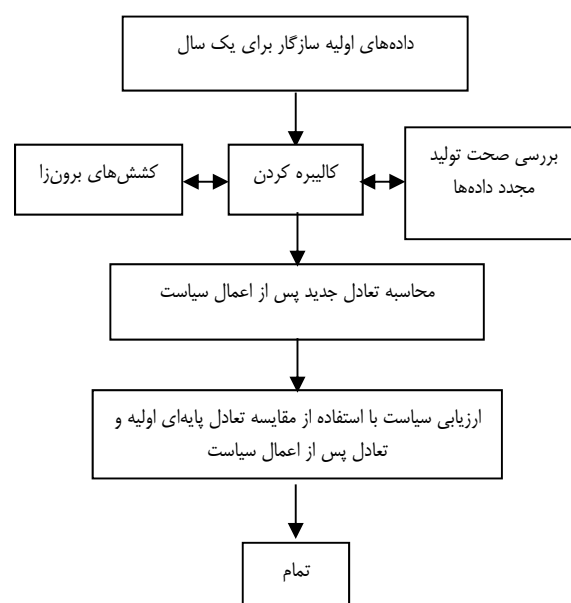 داده‌های اولیه سازگار برای یک سال
بررسی صحت تولید
مجدد داده‌ها
کالیبره کردن
کشش‌های برون‌زا
محاسبه تعادل جدید پس از اعمال سیاست
ارزیابی سیاست با استفاده از مقایسه تعادل پایه‌ای اولیه و
تعادل پس از اعمال سیاست
تمام